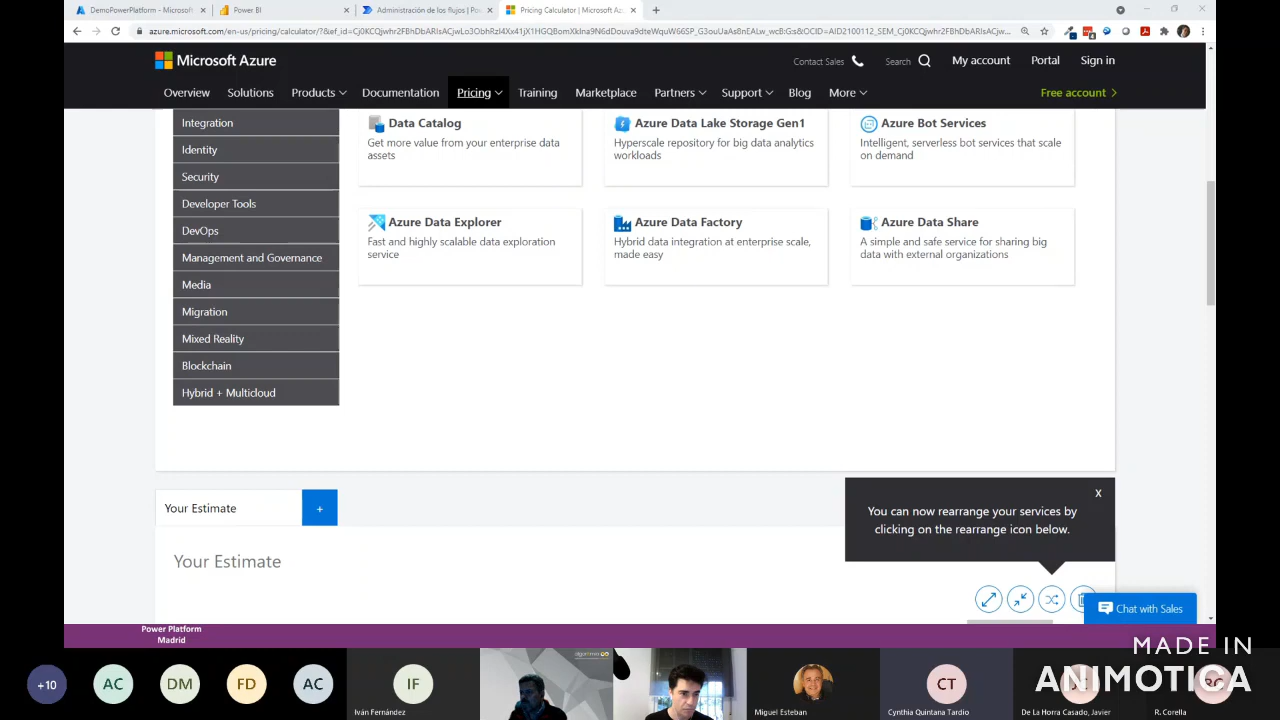 DemoPowerPlatform - Microsoft
Power BI
Administración de los flujos | Po
Pricing Calculator | Microsoft Az
Microsoft Azure
Contact Sales
Search
My account
Portal
Sign in
Overview
Solutions
Products
Documentation
Pricing
Training
Marketplace
Partners
Support
Blog
More
Free account
Integration
Identity
Security
Developer Tools
DevOps
Management and Governance
Media
Migration
Mixed Reality
Blockchain
Hybrid + Multicloud
Data Catalog
Get more value from your enterprise data
assets
Azure Data Lake Storage Gen1
Hyperscale repository for big data analytics
workloads
Azure Bot Services
Intelligent, serverless bot services that scale
on demand
Azure Data Explorer
Fast and highly scalable data exploration
service
Azure Data Factory
Hybrid data integration at enterprise scale,
made easy
Azure Data Share
A simple and safe service for sharing big
data with external organizations
Your Estimate
+
X
You can now rearrange your services by
clicking on the rearrange icon below.
Your Estimate
Chat with Sales
Power Platform
Madrid
+10
AC
DM
FD
AC
IF
Iván Fernández
algoritmia
Miguel Esteban
CT
Cynthia Quintana Tardio
De La Horra Casado, Javier
R. Corella
MADE IN
ANIMOTICA